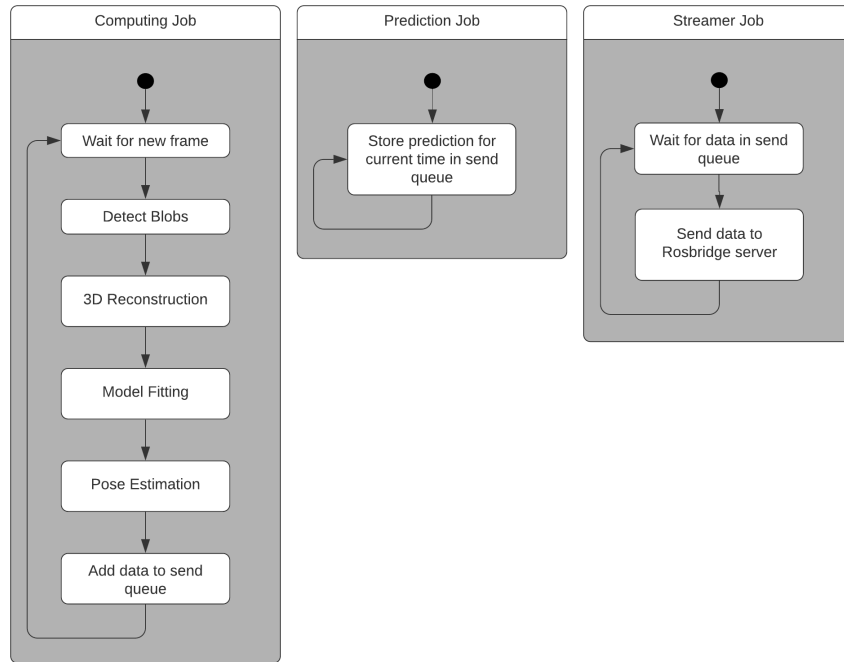 Computing Job
Wait for new frame
Detect Blobs
3D Reconstruction
Model Fitting
Pose Estimation
Add data to send
queue
Prediction Job
Store prediction for
current time in send
queue
Streamer Job
Wait for data in send
queue
Send data to
Rosbridge server